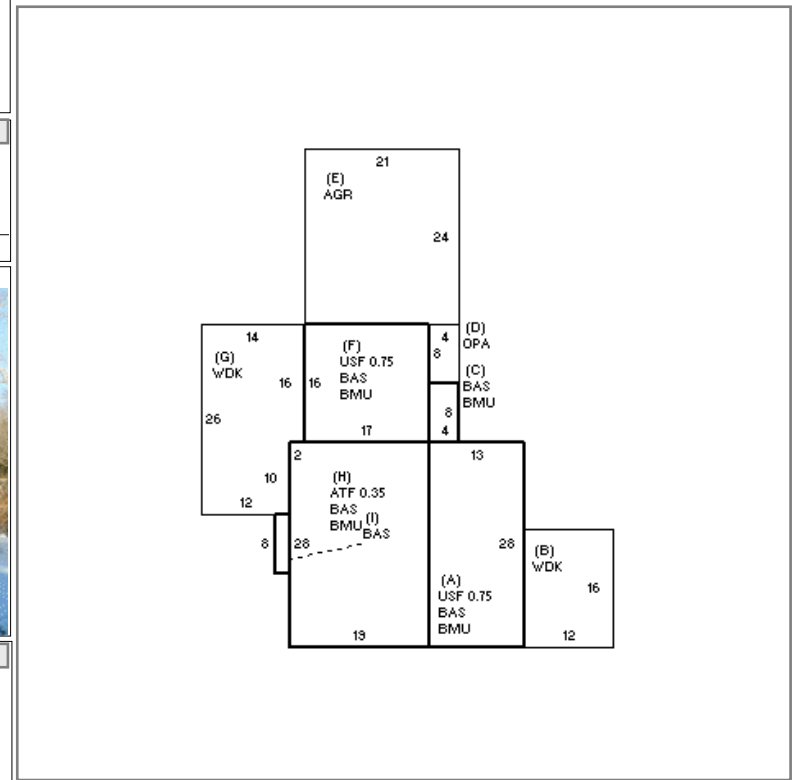 21
(E)
AGR
24
14
(G)
WDK
16
26
10
12
16
(F)
USF 0.75
BAS
BMU
17
4
8
(D)
OPA
(C)
BAS
BMU
8
4
2
(H)
ATF 0.35
BAS
BMU
(I)
BAS
8
28
19
13
28
(A)
USF 0.75
BAS
BMU
(B)
WDK
16
12